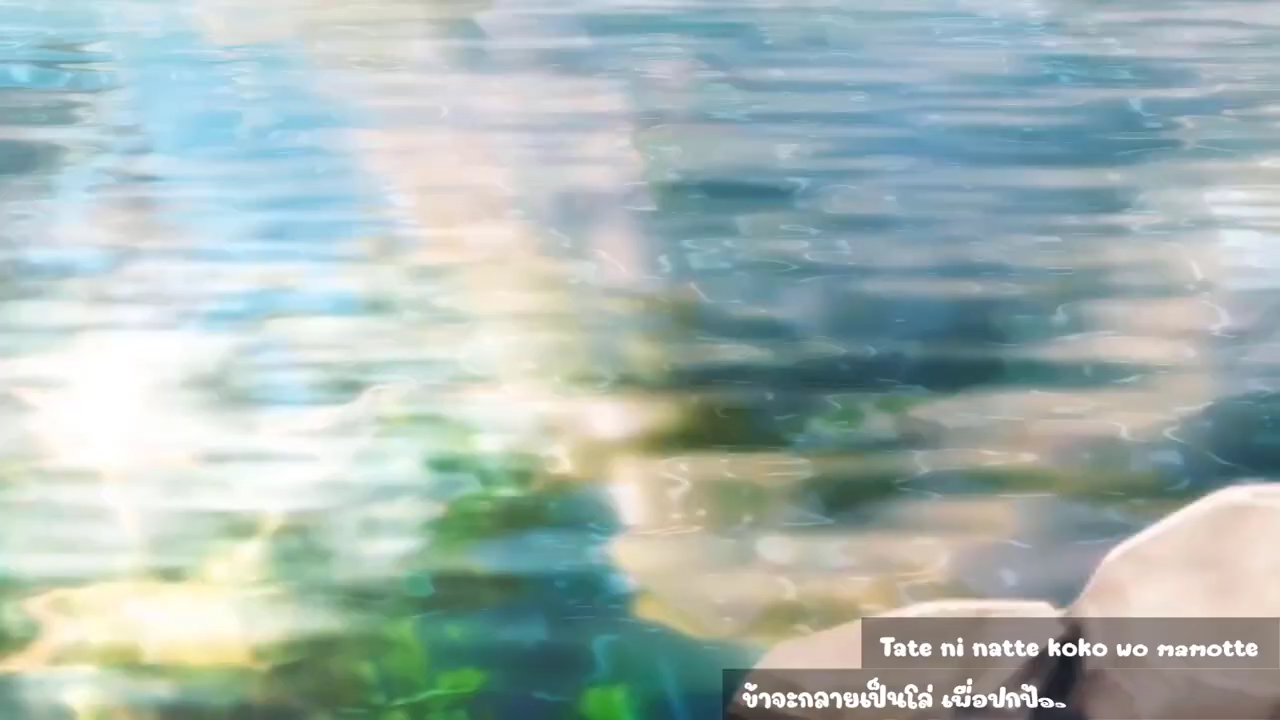 Tate ni natte koko wo mamotte
ข้าจะกลายเป็นโล่ เพื่อปกป้